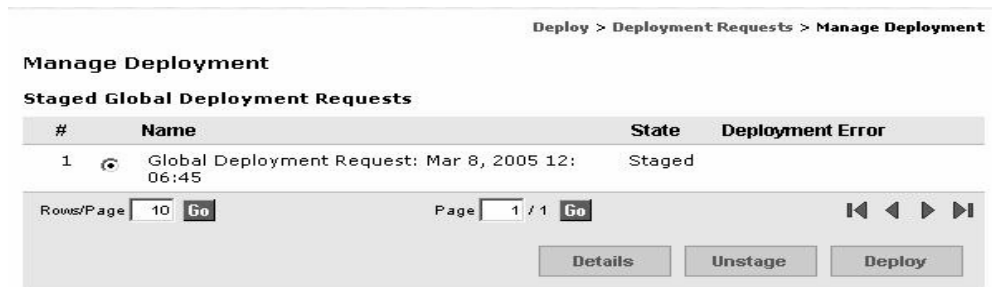 Deploy > Deployment Requests > Manage Deployment
Manage Deployment
Staged Global Deployment Requests
# Name State Deployment Error
1 Global Deployment Request: Mar 8, 2005 12: Staged
06:45
Rows/Page 10 Go Page 1 / 1 Go
Details Unstage Deploy